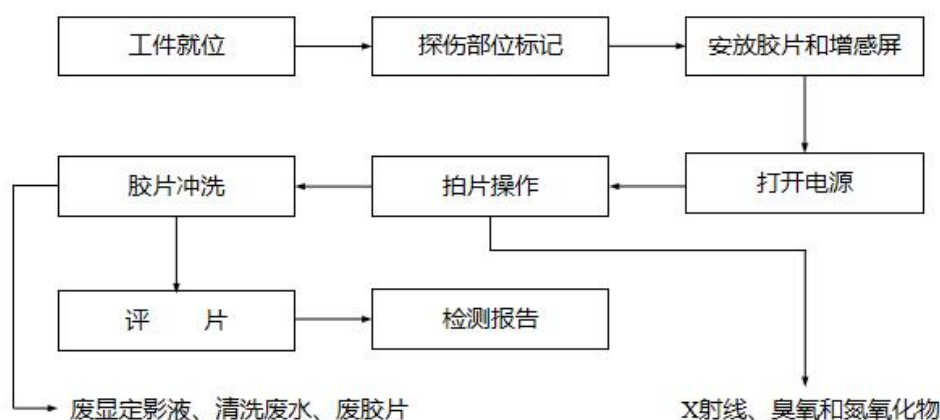 工件就位
探伤部位标记
安放胶片和增感屏
胶片冲洗
拍片操作
打开电源
评 片
检测报告
废显定影液、清洗废水、废胶片
X射线、臭氧和氮氧化物